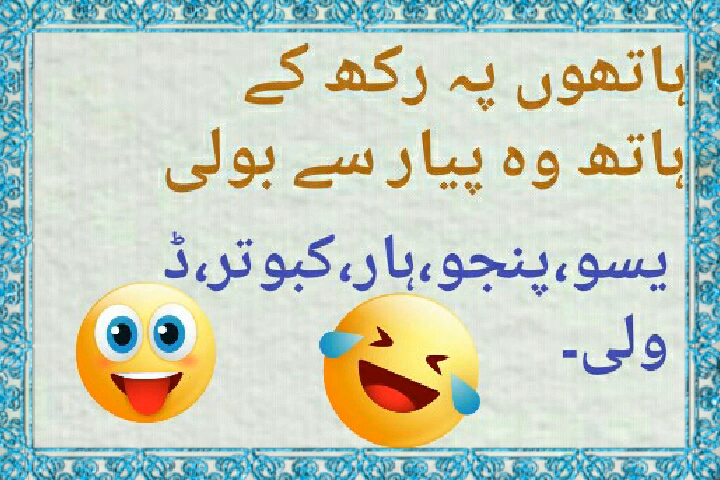 ہاتھوں پہ رکھ کے
ہاتھ وہ پیار سے بولی
یسو،پنجو،ہار،کبوتر،ڈ
ولی۔